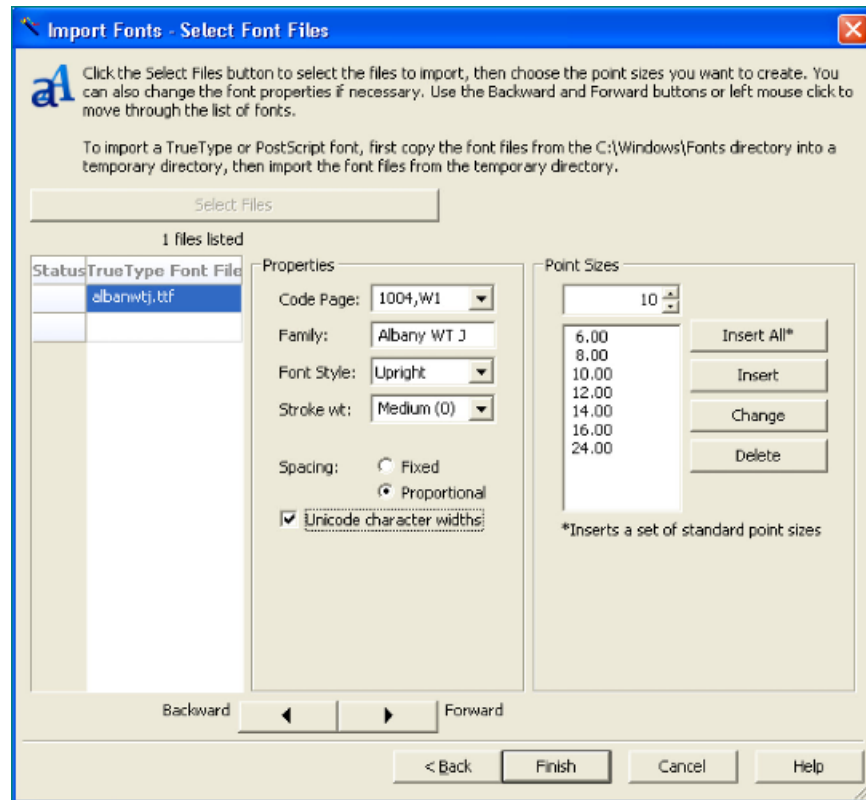 Import Fonts - Select Font Files
Click the Select Files button to select the files to import, then choose the point sizes you want to create. You
can also change the font properties if necessary. Use the Backward and Forward buttons or left mouse click to
move through the list of fonts.
To import a TrueType or PostScript font, first copy the font files from the C:\Windows\Fonts directory into a
temporary directory, then import the font files from the temporary directory.
Select Files
1 files listed
Status TrueType Font File
albanwtj.ttf
Properties
Code Page: 1004,W1
Family: Albany WT J
Font Style: Upright
Stroke wt: Medium (0)
Spacing: Fixed
Proportional
Unicode character widths
Point Sizes
10
6.00
8.00
10.00
12.00
14.00
16.00
24.00
Insert All*
Insert
Change
Delete
*Inserts a set of standard point sizes
Backward Forward
< Back Finish Cancel Help